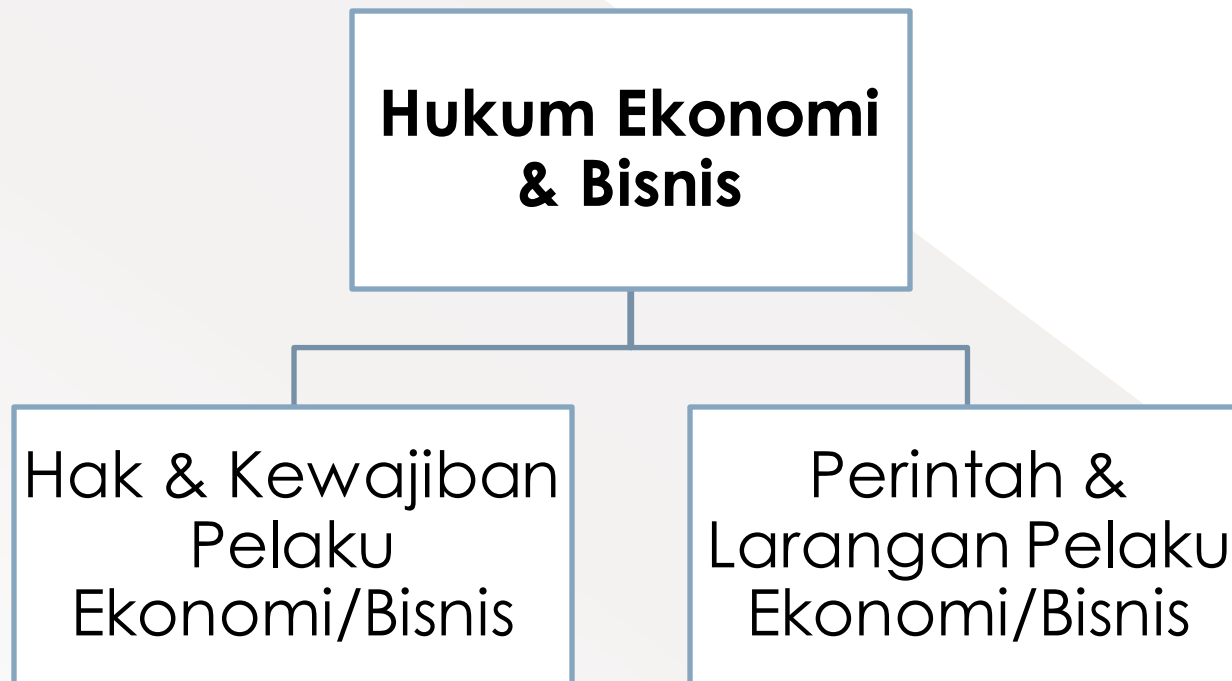 Hukum Ekonomi
& Bisnis
Hak & Kewajiban
Pelaku
Ekonomi/Bisnis
Perintah &
Larangan Pelaku
Ekonomi/Bisnis